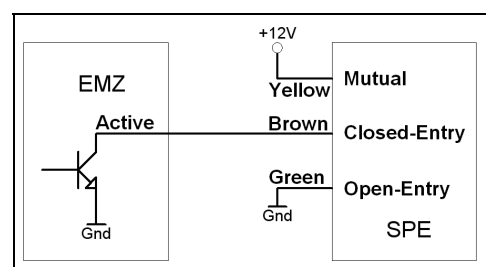 +12V
EMZ
Yellow
Mutual
Active
Brown
Closed-Entry
Green
Open-Entry
Gnd
Gnd
SPE